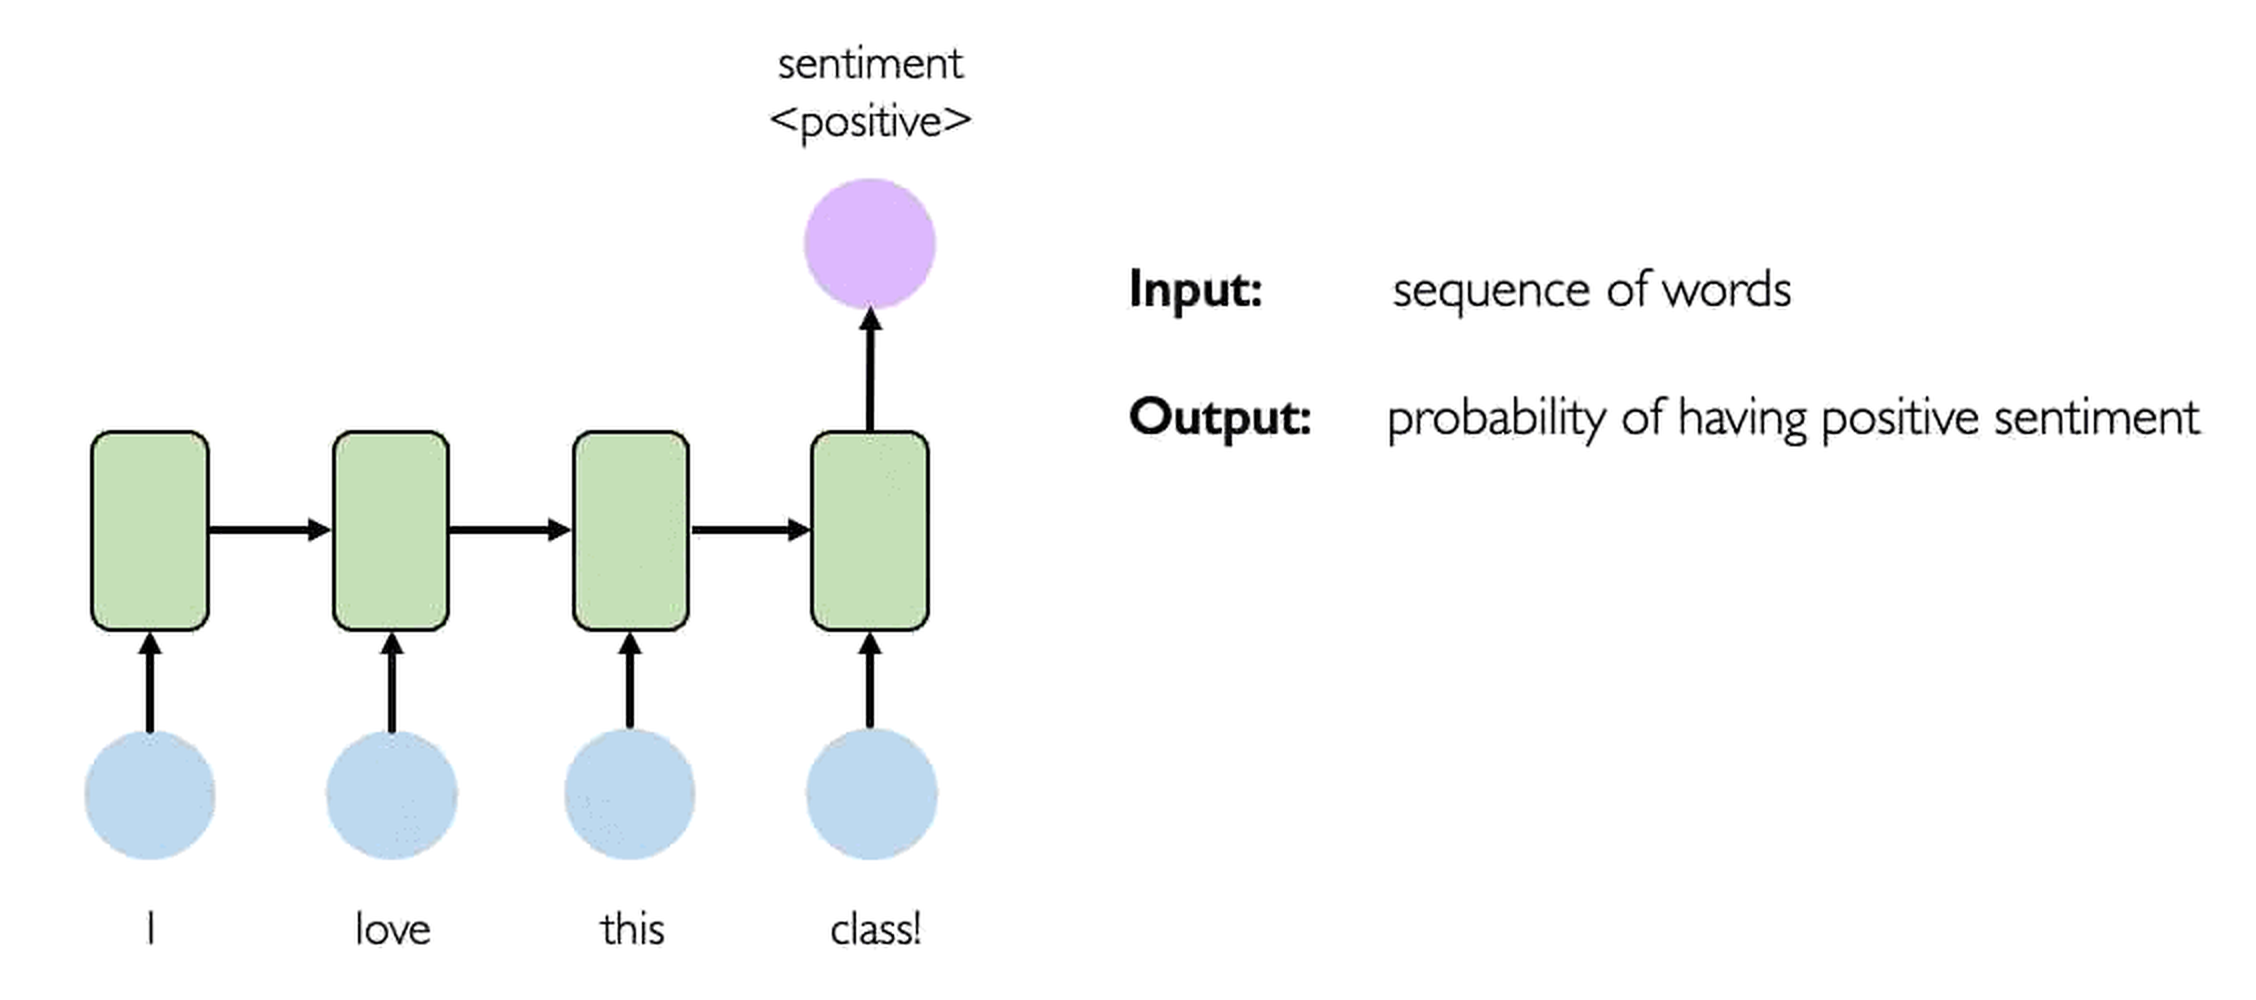 sentiment
<positive>
Input: sequence of words
Output: probability of having positive sentiment
I love this class!